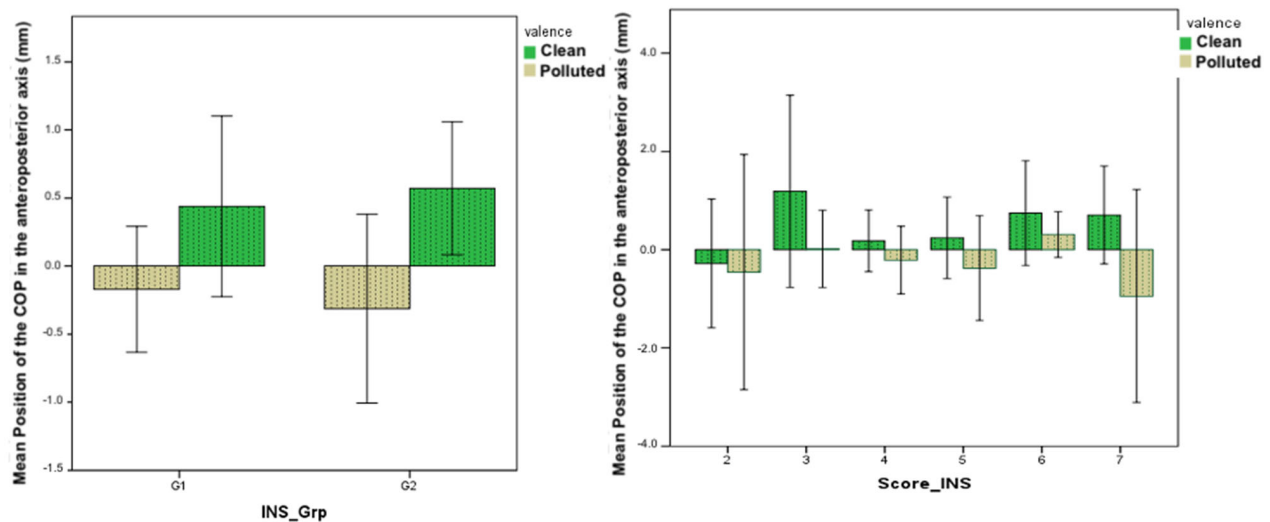 Mean Position of the COP in the anteroposterior axis (mm)
1.5
1.0
0.5
0.0
-0.5
-1.0
-1.5
G1
G2
INS_Grp
valence
Clean
Polluted
Mean Position of the COP in the anteroposterior axis (mm)
4.0
2.0
0.0
-2.0
-4.0
2
3
4
5
6
7
Score_INS
valence
Clean
Polluted